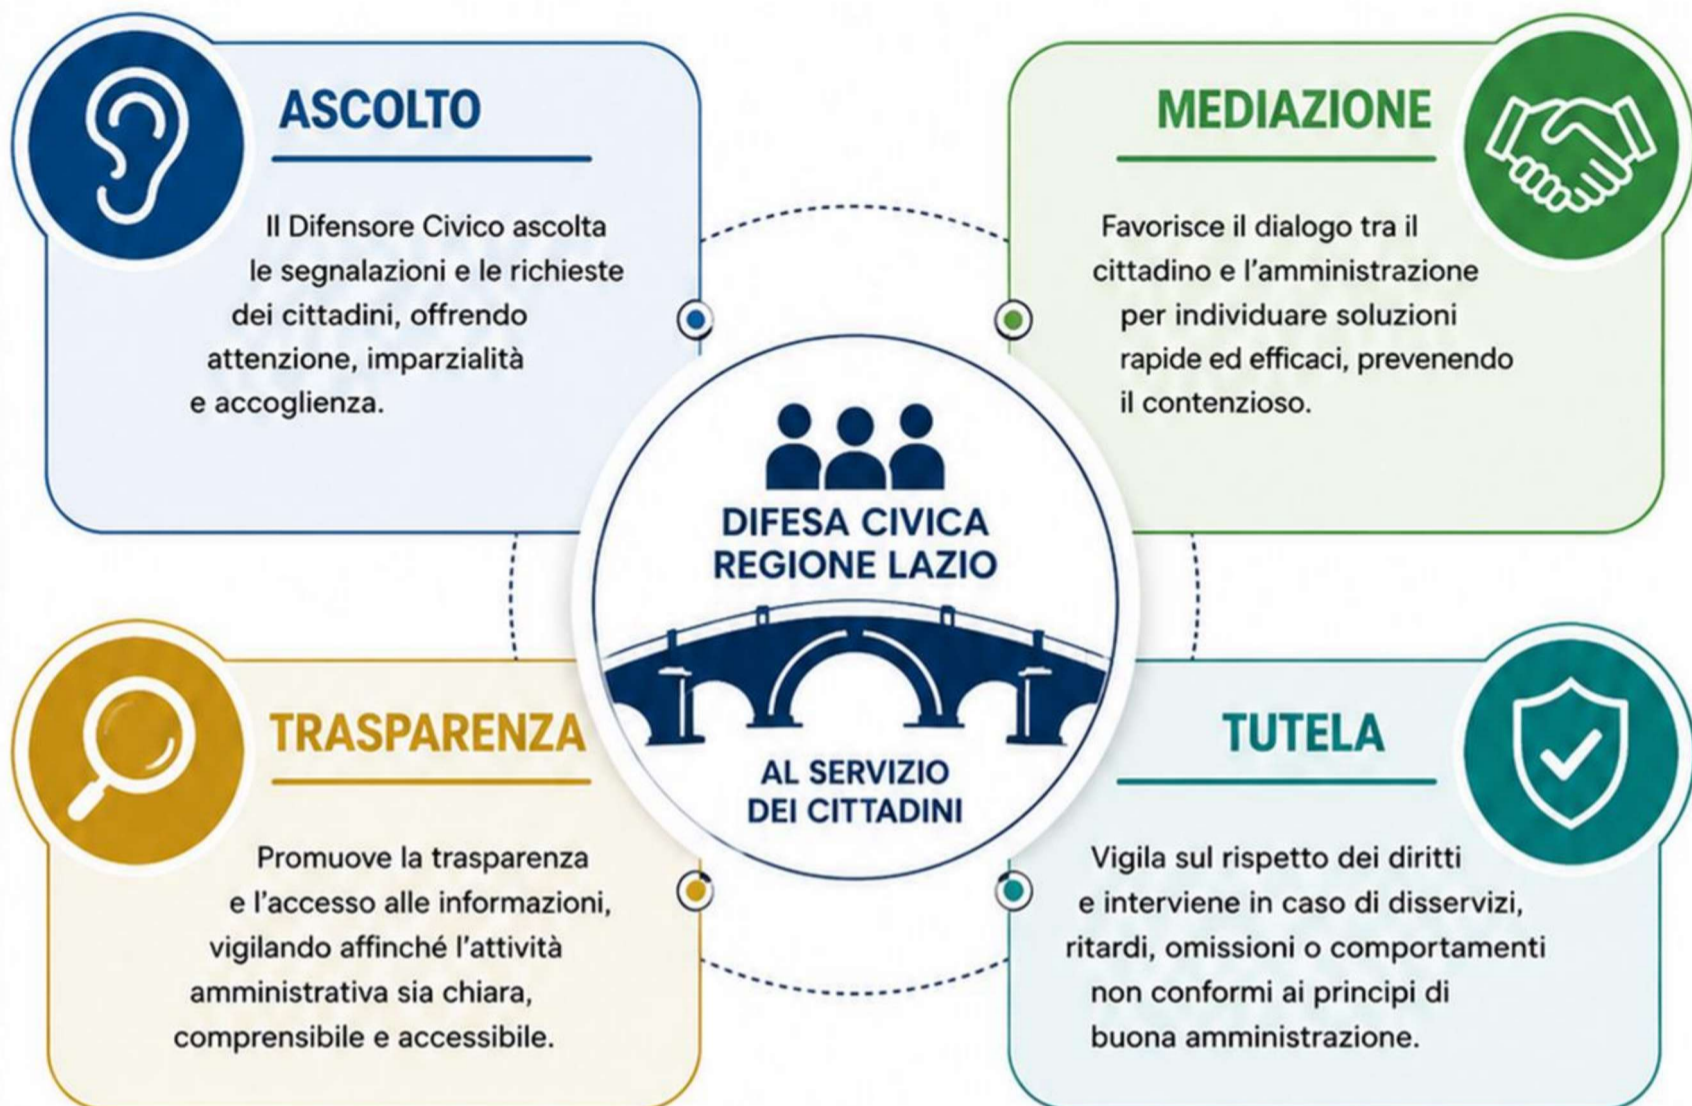 ASCOLTO
Il Difensore Civico ascolta
le segnalazioni e le richieste
dei cittadini, offrendo
attenzione, imparzialità
e accoglienza.
MEDIAZIONE
Favorisce il dialogo tra il
cittadino e l'amministrazione
per individuare soluzioni
rapide ed efficaci, prevenendo
il contenzioso.
DIFESA CIVICA
REGIONE LAZIO
AL SERVIZIO
DEI CITTADINI
TRASPARENZA
Promuove la trasparenza
e l'accesso alle informazioni,
vigilando affinché l'attività
amministrativa sia chiara,
comprensibile e accessibile.
TUTELA
Vigila sul rispetto dei diritti
e interviene in caso di disservizi,
ritardi, omissioni o comportamenti
non conformi ai principi di
buona amministrazione.